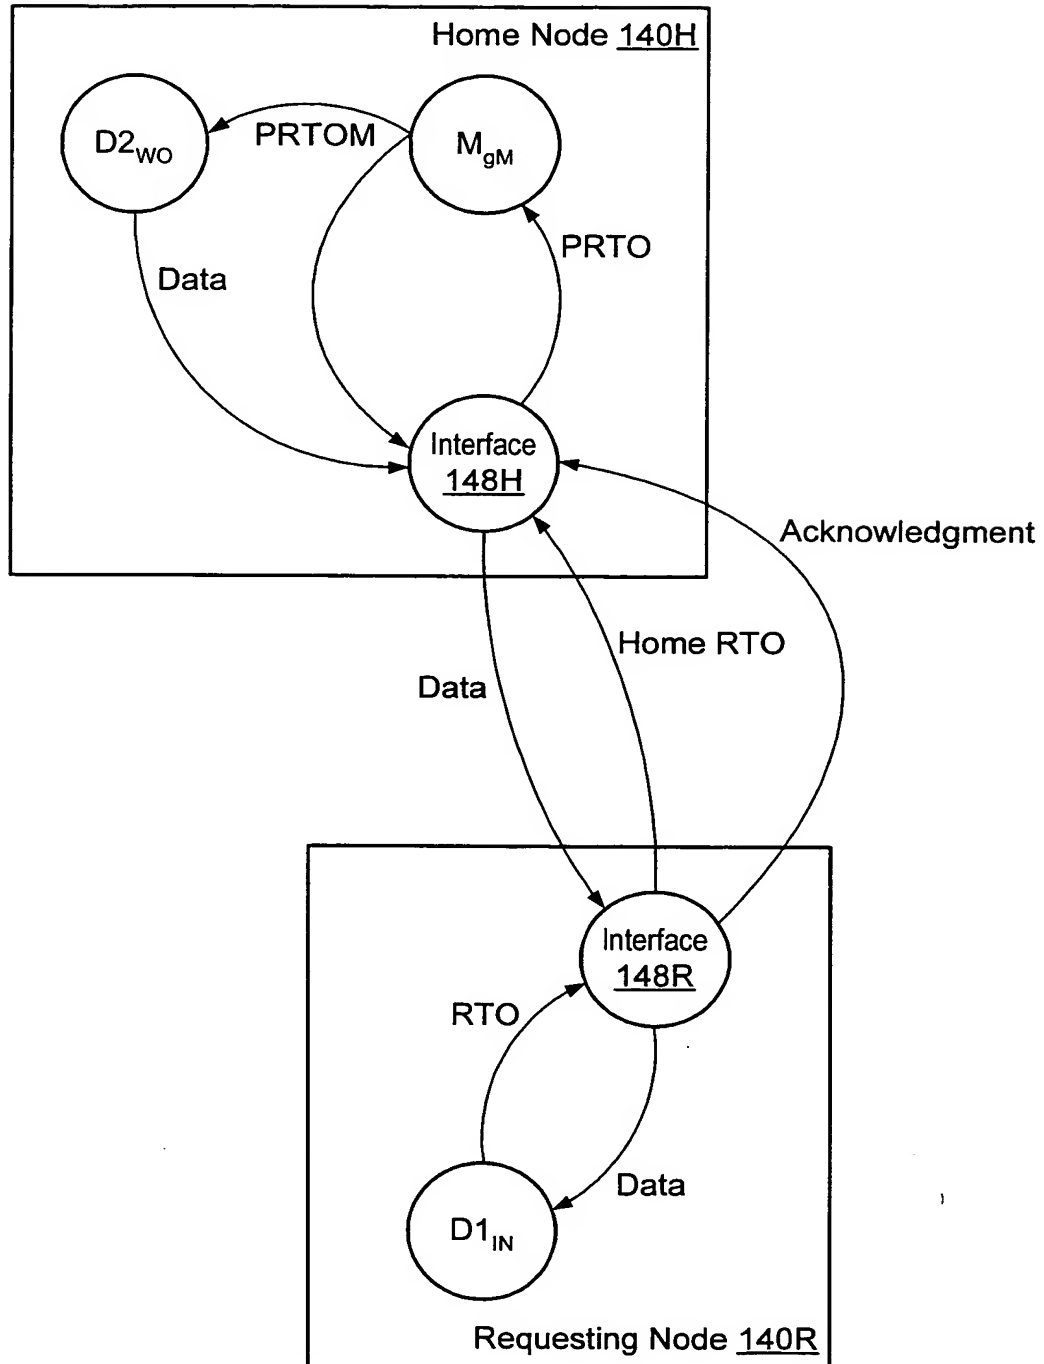 Home Node 140H
D2WO
PRTOM
MgM
PRTO
Data
Interface
148H
Acknowledgment
Home RTO
Data
Interface
148R
RTO
Data
D1IN
Requesting Node 140R